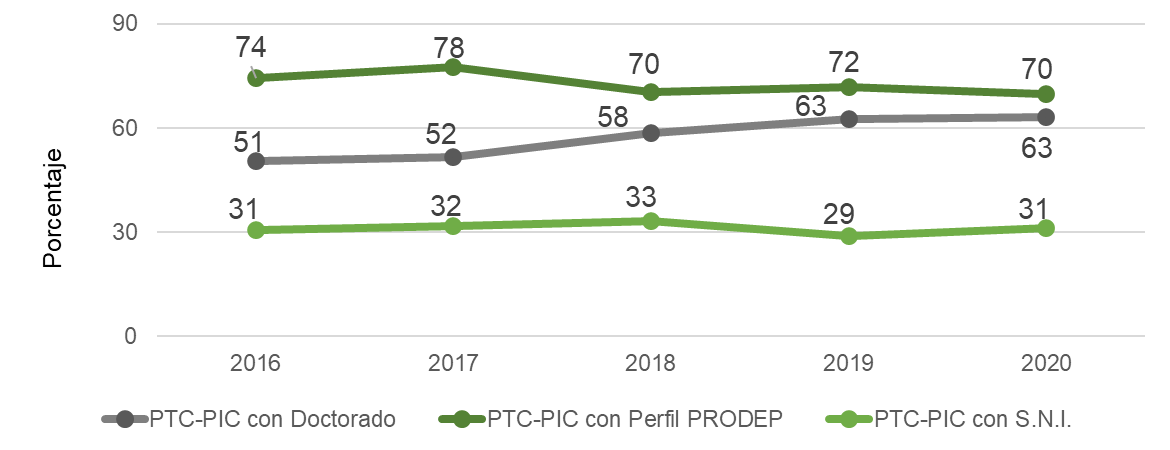 90
74 78 70 72 70
60
51 52 58 63 63
Porcentaje
31 32 33 29 31
30
0
2016 2017 2018 2019 2020
PTC-PIC con Doctorado PTC-PIC con Perfil PRODEP PTC-PIC con S.N.I.